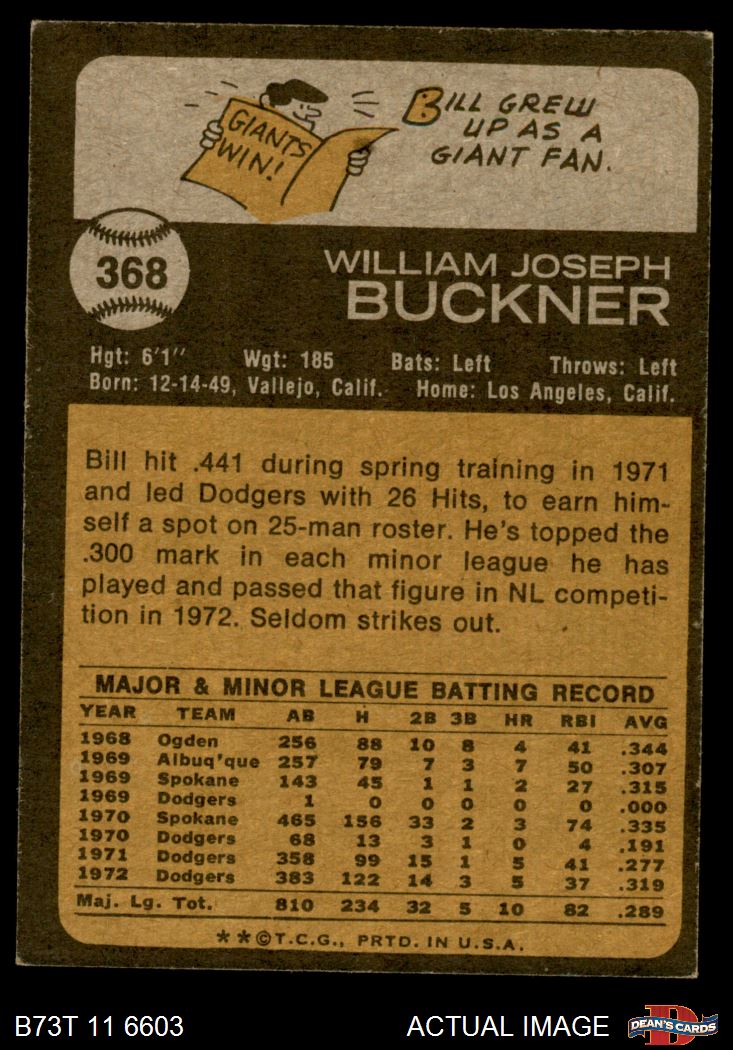 GIANTS
WIN!
BILL GREW
UP AS A
GIANT FAN.
368
WILLIAM JOSEPH
BUCKNER
Hgt: 6'1" Wgt: 185 Bats: Left Throws: Left
Born: 12-14-49, Vallejo, Calif. Home: Los Angeles, Calif.
Bill hit .441 during spring training in 1971
and led Dodgers with 26 Hits, to earn him-
self a spot on 25-man roster. He's topped the
.300 mark in each minor league he has
played and passed that figure in NL competi-
tion in 1972. Seldom strikes out.
MAJOR & MINOR LEAGUE BATTING RECORD
YEAR TEAM AB H 2B 3B HR RBI AVG
1968 Ogden 256 88 10 8 4 41 .344
1969 Albuq'que 257 79 7 3 7 50 .307
1969 Spokane 143 45 1 1 2 27 .315
1969 Dodgers 1 0 0 0 0 0 .000
1970 Spokane 465 156 33 2 3 74 .335
1970 Dodgers 68 13 3 1 0 4 .191
1971 Dodgers 358 99 15 1 5 41 .277
1972 Dodgers 383 122 14 3 5 37 .319
Maj. Lg. Tot. 810 234 32 5 10 82 .289
**©T.C.G., PRTD. IN U.S.A.
B73T 11 6603 ACTUAL IMAGE D DEAN'S CARDS